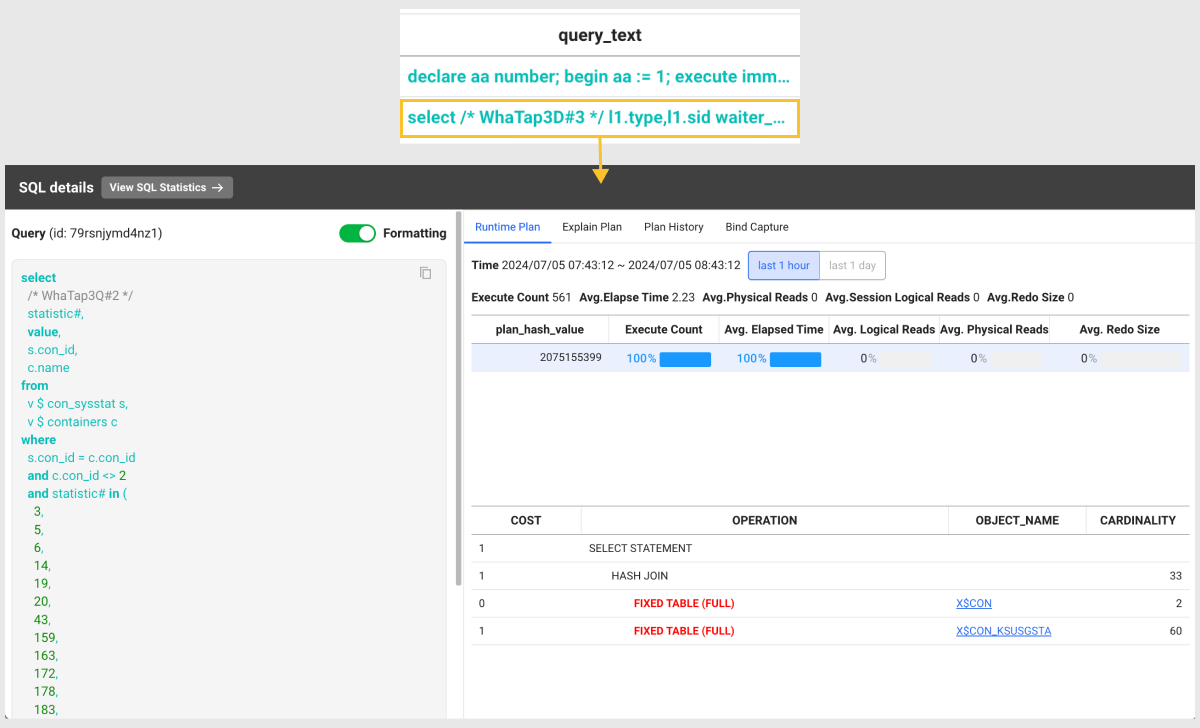 query_text
declare aa number; begin aa := 1; execute imm...
select /* WhaTap3D#3 */ l1.type,l1.sid waiter_...
SQL details View SQL Statistics →
Query (id: 79rsnjymd4nz1) Formatting
select
/* WhaTap3Q#2 */
statistic#,
value,
s.con_id,
c.name
from
v $ con_sysstat s,
v $ containers c
where
s.con_id = c.con_id
and c.con_id <> 2
and statistic# in (
3,
5,
6,
14,
19,
20,
43,
159,
163,
172,
178,
183,
Runtime Plan Explain Plan Plan History Bind Capture
Time 2024/07/05 07:43:12 ~ 2024/07/05 08:43:12 last 1 hour last 1 day
Execute Count 561 Avg.Elapse Time 2.23 Avg.Physical Reads 0 Avg.Session Logical Reads 0 Avg.Redo Size 0
plan_hash_value Execute Count Avg. Elapsed Time Avg. Logical Reads Avg. Physical Reads Avg. Redo Size
2075155399 100% 100% 0% 0% 0%
COST OPERATION OBJECT_NAME CARDINALITY
1 SELECT STATEMENT
1 HASH JOIN 33
0 FIXED TABLE (FULL) X$CON 2
1 FIXED TABLE (FULL) X$CON_KSUSGSTA 60